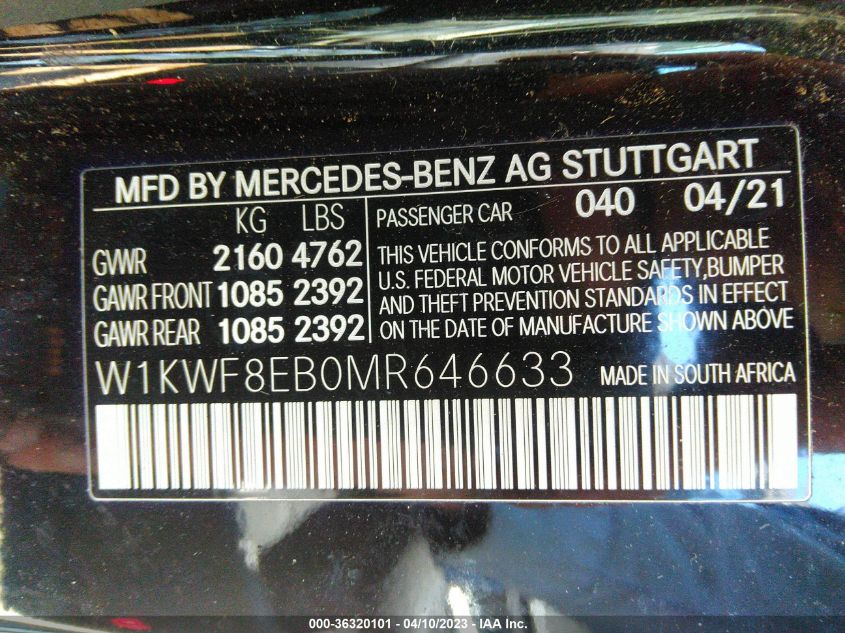 MFD BY MERCEDES-BENZ AG STUTTGART
KG LBS
GVWR 2160 4762
GAWR FRONT 1085 2392
GAWR REAR 1085 2392
PASSENGER CAR 040 04/21
THIS VEHICLE CONFORMS TO ALL APPLICABLE
U.S. FEDERAL MOTOR VEHICLE SAFETY,BUMPER
AND THEFT PREVENTION STANDARDS IN EFFECT
ON THE DATE OF MANUFACTURE SHOWN ABOVE
W1KWF8EB0MR646633 MADE IN SOUTH AFRICA
000-36320101 - 04/10/2023 - IAA Inc.